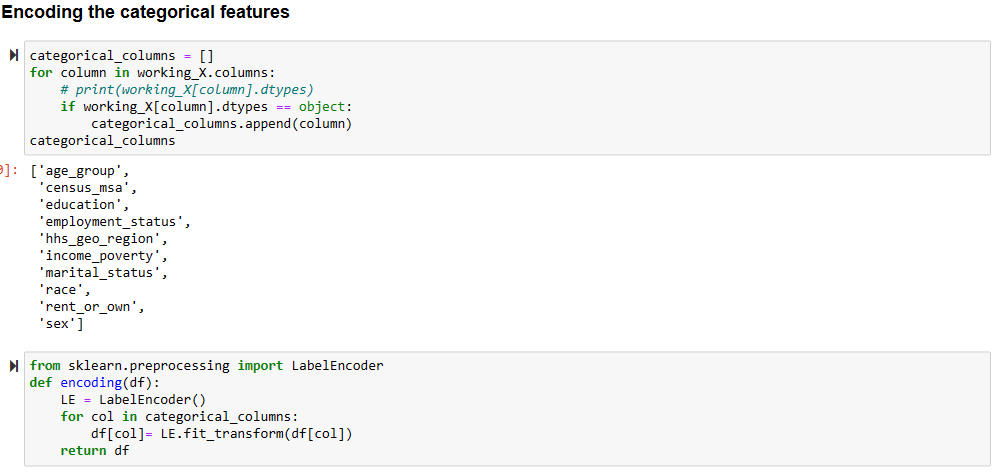 Encoding the categorical features
categorical_columns = []
for column in working_X.columns:
    # print(working_X[column].dtypes)
    if working_X[column].dtypes == object:
        categorical_columns.append(column)
categorical_columns
]: ['age_group',
 'census_msa',
 'education',
 'employment_status',
 'hhs_geo_region',
 'income_poverty',
 'marital_status',
 'race',
 'rent_or_own',
 'sex']
from sklearn.preprocessing import LabelEncoder
def encoding(df):
    LE = LabelEncoder()
    for col in categorical_columns:
        df[col]= LE.fit_transform(df[col])
    return df